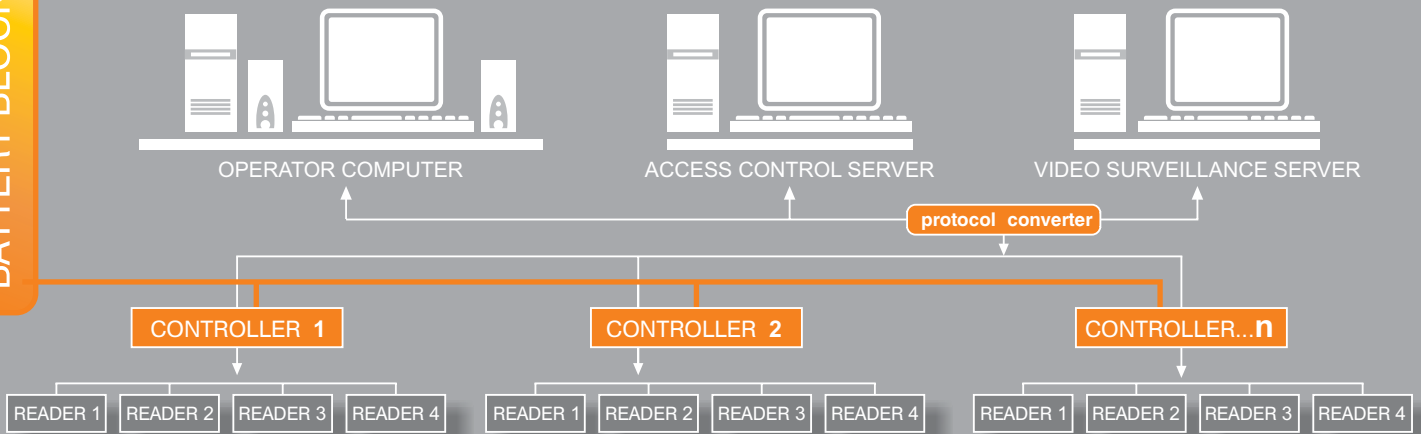 BATTERY BLOCK
OPERATOR COMPUTER
ACCESS CONTROL SERVER
VIDEO SURVEILLANCE SERVER
protocol converter
CONTROLLER 1
CONTROLLER 2
CONTROLLER...n
READER 1
READER 2
READER 3
READER 4
READER 1
READER 2
READER 3
READER 4
READER 1
READER 2
READER 3
READER 4